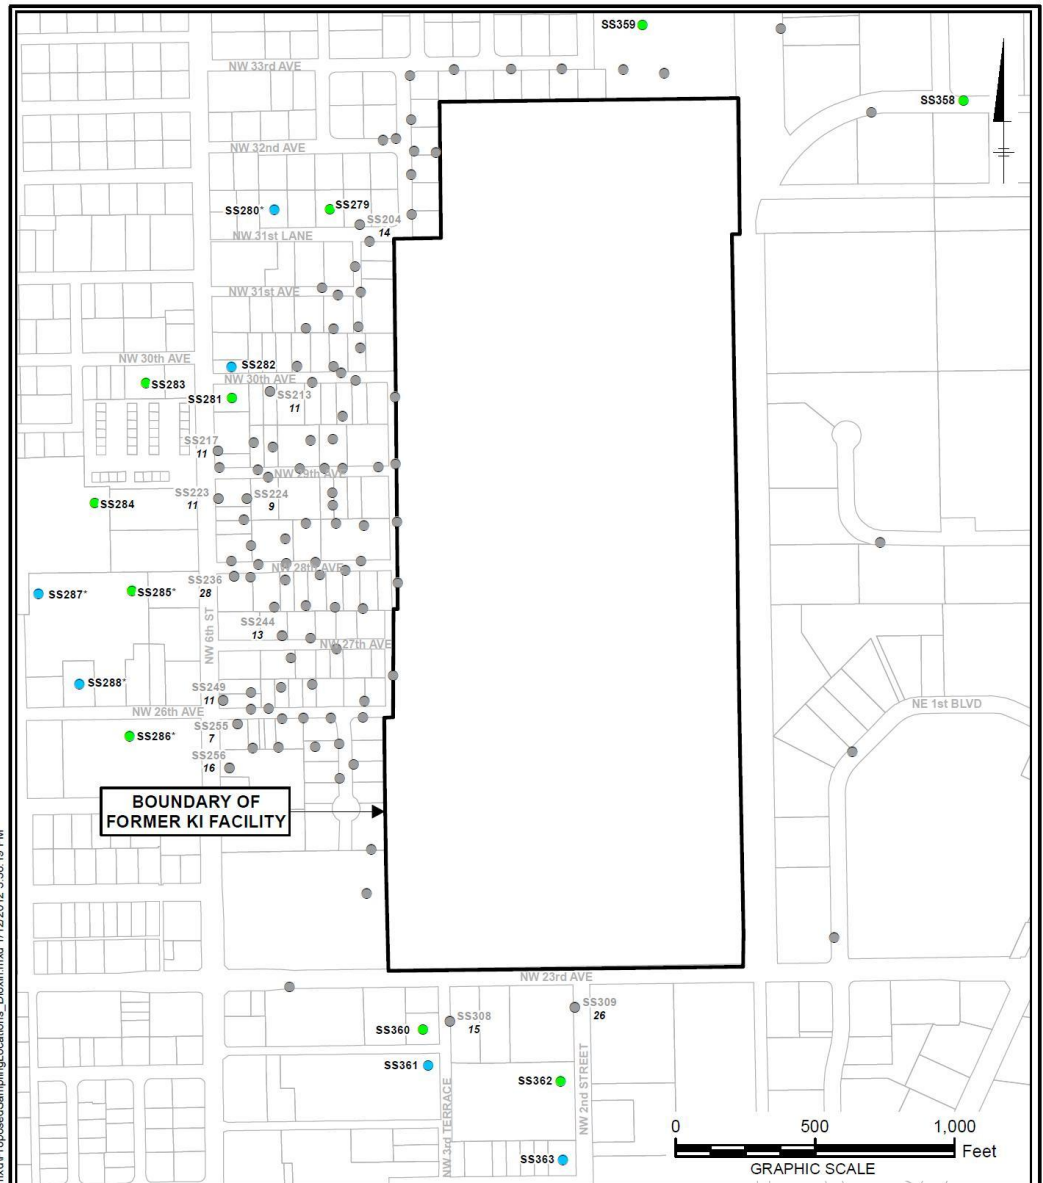 SS359
NW 33rd AVE
SS358
NW 32nd AVE
SS280*
SS279
SS204
14
NW 31st LANE
NW 31st AVE
NW 30th AVE
SS282
SS283
NW 30th AVE
SS281
SS213
11
SS217
11
NW 29th AVE
SS223
11
SS224
9
SS284
NW 28th AVE
SS236
28
SS287*
SS285*
NW 6th ST
SS244
13
NW 27th AVE
SS288*
SS249
11
NW 26th AVE
NE 1st BLVD
SS255
7
SS286*
SS256
16
BOUNDARY OF
FORMER KI FACILITY
NW 23rd AVE
SS309
26
SS308
15
SS360
SS361
SS362
NW 2nd STREET
NW 3rd TERRACE
SS363
0 500 1,000
Feet
GRAPHIC SCALE